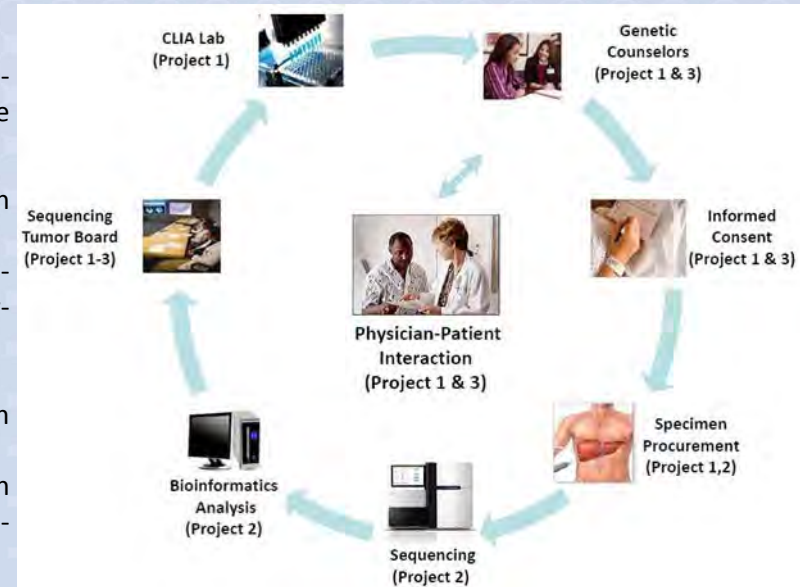 -
e
n
-
-
n
n
-
CLIA Lab
(Project 1)
Genetic
Counselors
(Project 1 & 3)
Informed
Consent
(Project 1 & 3)
Specimen
Procurement
(Project 1,2)
Sequencing
(Project 2)
Bioinformatics
Analysis
(Project 2)
Sequencing
Tumor Board
(Project 1-3)
Physician-Patient
Interaction
(Project 1 & 3)